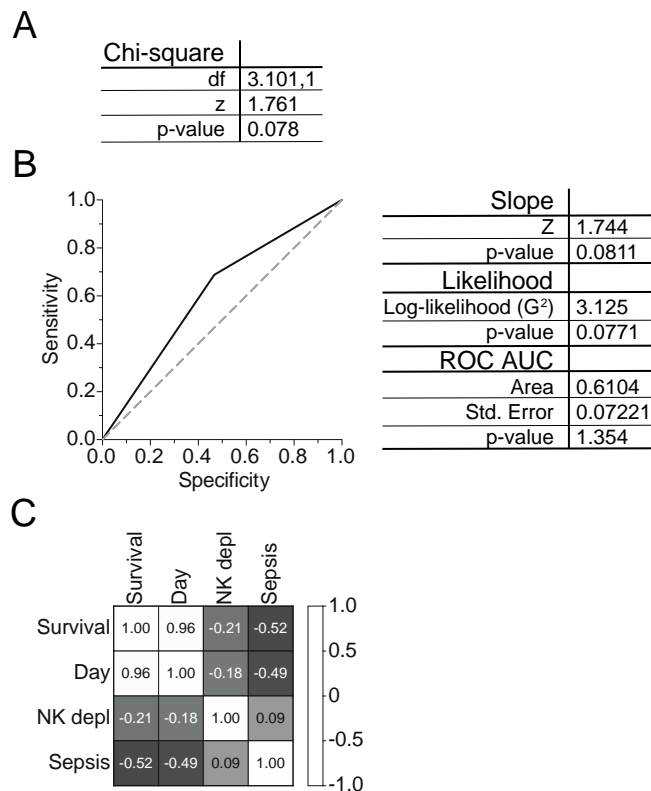 A
Chi-square
df 3.101,1
z 1.761
p-value 0.078
B
1.0
0.8
0.6
0.4
0.2
0.0
Sensitivity
0.0 0.2 0.4 0.6 0.8 1.0
Specificity
Slope
Z 1.744
p-value 0.0811
Likelihood
Log-likelihood (G²) 3.125
p-value 0.0771
ROC AUC
Area 0.6104
Std. Error 0.07221
p-value 1.354
C
Survival Day NK depl Sepsis
Survival 1.00 0.96 -0.21 -0.52
Day 0.96 1.00 -0.18 -0.49
NK depl -0.21 -0.18 1.00 0.09
Sepsis -0.52 -0.49 0.09 1.00
1.0
0.5
0
-0.5
-1.0